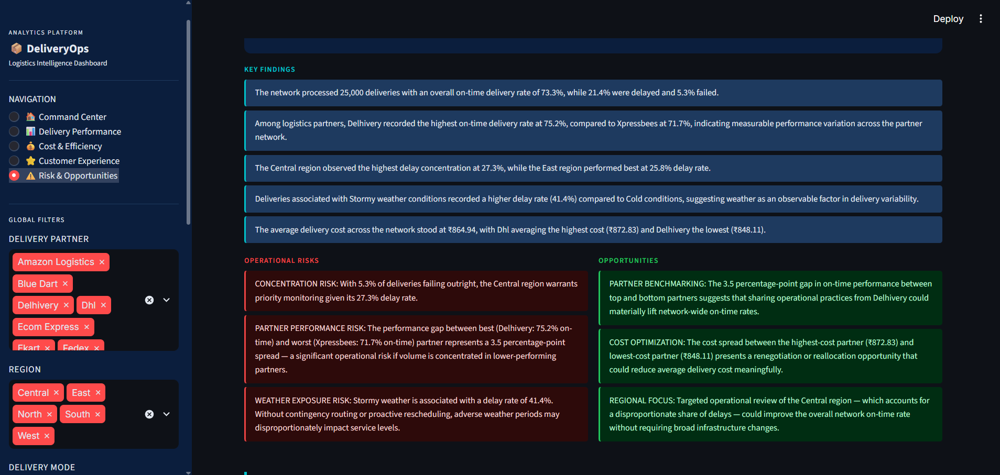 ANALYTICS PLATFORM
📦 DeliveryOps
Logistics Intelligence Dashboard
NAVIGATION
🏠 Command Center
📊 Delivery Performance
💰 Cost & Efficiency
⭐ Customer Experience
⚠️ Risk & Opportunities
GLOBAL FILTERS
DELIVERY PARTNER
Amazon Logistics ×
Blue Dart ×
Delhivery × Dhl ×
Ecom Express ×
Ekart × Fedex ×
REGION
Central × East ×
North × South ×
West ×
DELIVERY MODE
Deploy
KEY FINDINGS
The network processed 25,000 deliveries with an overall on-time delivery rate of 73.3%, while 21.4% were delayed and 5.3% failed.
Among logistics partners, Delhivery recorded the highest on-time delivery rate at 75.2%, compared to Xpressbees at 71.7%, indicating measurable performance variation across the partner
network.
The Central region observed the highest delay concentration at 27.3%, while the East region performed best at 25.8% delay rate.
Deliveries associated with Stormy weather conditions recorded a higher delay rate (41.4%) compared to Cold conditions, suggesting weather as an observable factor in delivery variability.
The average delivery cost across the network stood at ₹864.94, with Dhl averaging the highest cost (₹872.83) and Delhivery the lowest (₹848.11).
OPERATIONAL RISKS
CONCENTRATION RISK: With 5.3% of deliveries failing outright, the Central region warrants
priority monitoring given its 27.3% delay rate.
PARTNER PERFORMANCE RISK: The performance gap between best (Delhivery: 75.2% on-
time) and worst (Xpressbees: 71.7% on-time) partner represents a 3.5 percentage-point
spread — a significant operational risk if volume is concentrated in lower-performing
partners.
WEATHER EXPOSURE RISK: Stormy weather is associated with a delay rate of 41.4%.
Without contingency routing or proactive rescheduling, adverse weather periods may
disproportionately impact service levels.
OPPORTUNITIES
PARTNER BENCHMARKING: The 3.5 percentage-point gap in on-time performance between
top and bottom partners suggests that sharing operational practices from Delhivery could
materially lift network-wide on-time rates.
COST OPTIMIZATION: The cost spread between the highest-cost partner (₹872.83) and
lowest-cost partner (₹848.11) presents a renegotiation or reallocation opportunity that
could reduce average delivery cost meaningfully.
REGIONAL FOCUS: Targeted operational review of the Central region — which accounts for
a disproportionate share of delays — could improve the overall network on-time rate
without requiring broad infrastructure changes.